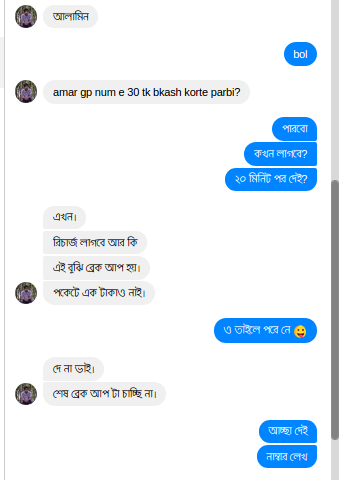 আলামিন
bol
amar gp num e 30 tk bkash korte parbi?
পারবো
কখন লাগবে?
২০ মিনিট পর দেই?
এখন।
রিচার্জ লাগবে আর কি
এই বুঝি ব্রেক আপ হয়।
পকেটে এক টাকাও নাই।
ও তাইলে পরে নে 😜
দে না ভাই।
শেষ ব্রেক আপ টা চাচ্ছি না।
আচ্ছা দেই
নাম্বার লেখ